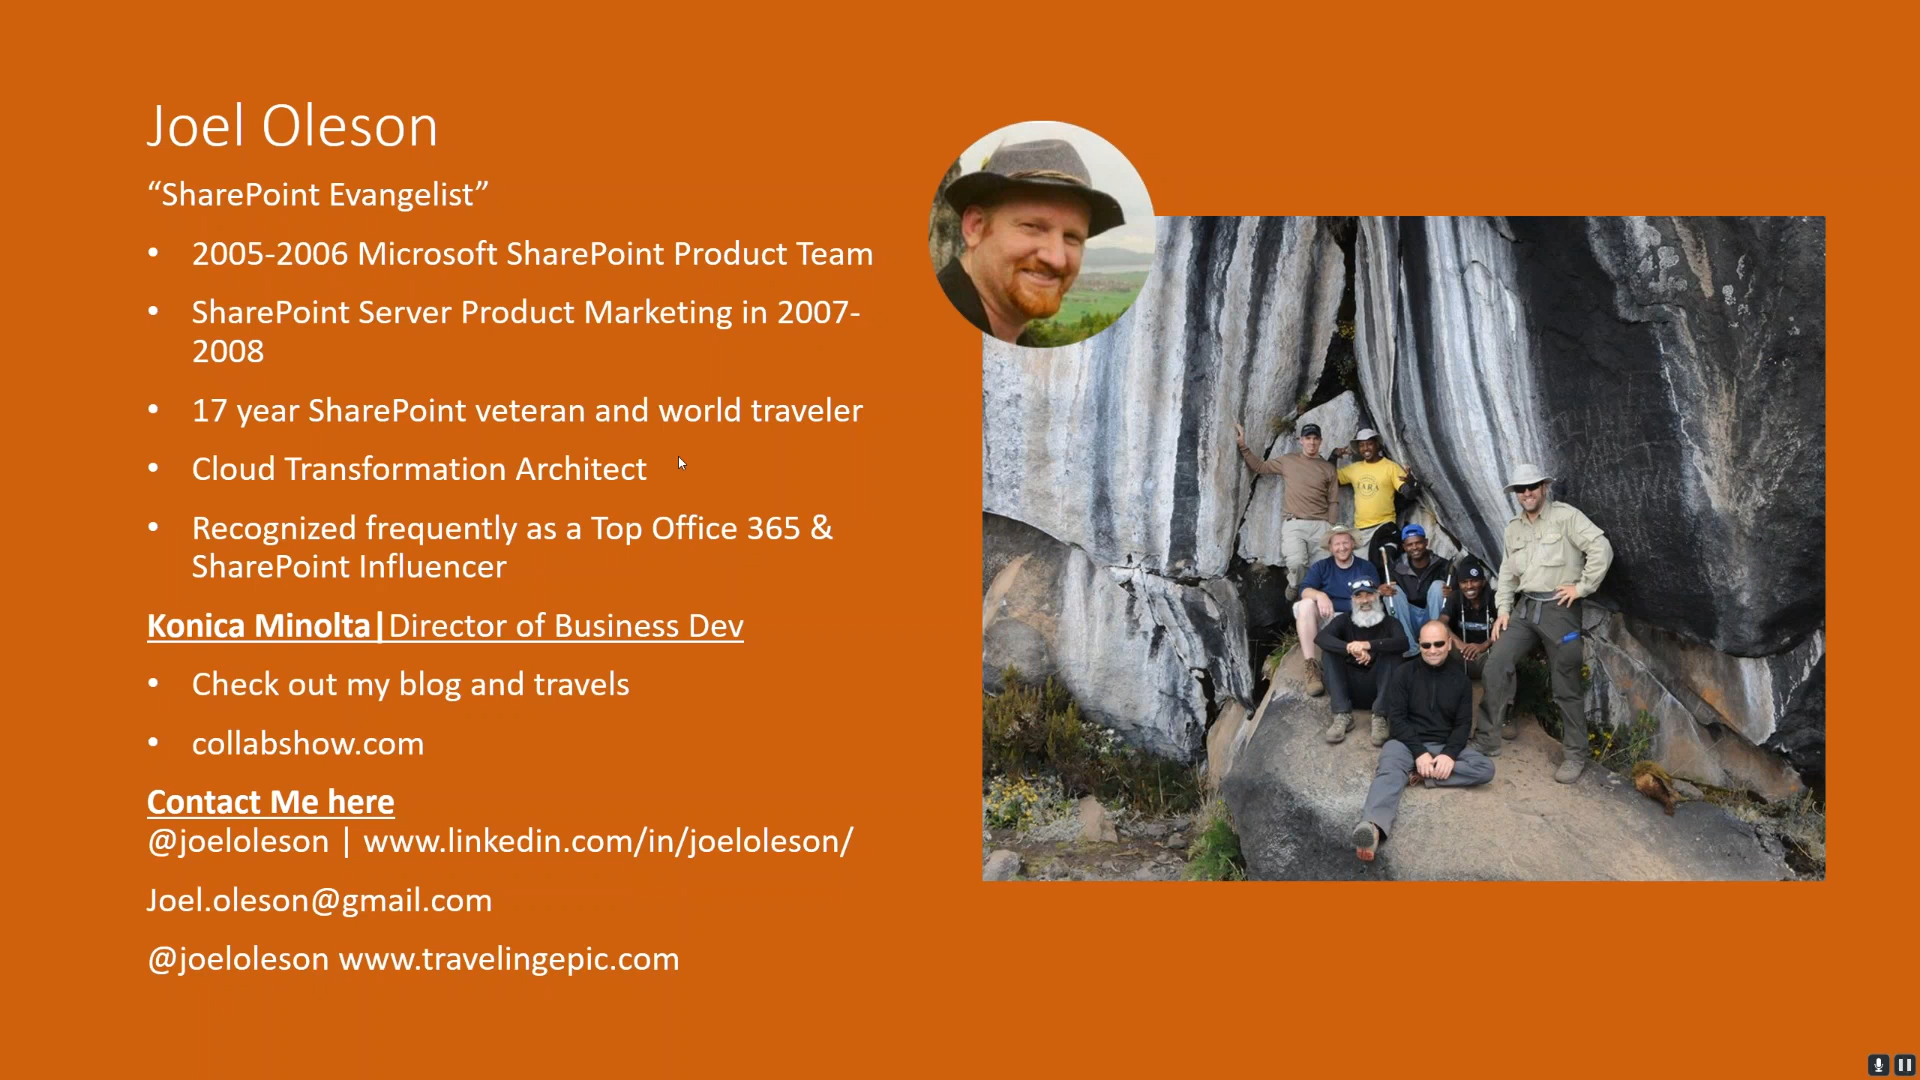 Joel Oleson
“SharePoint Evangelist”
• 2005-2006 Microsoft SharePoint Product Team
• SharePoint Server Product Marketing in 2007-
2008
• 17 year SharePoint veteran and world traveler
• Cloud Transformation Architect
• Recognized frequently as a Top Office 365 &
SharePoint Influencer
Konica Minolta|Director of Business Dev
• Check out my blog and travels
• collabshow.com
Contact Me here
@joeloleson | www.linkedin.com/in/joeloleson/
Joel.oleson@gmail.com
@joeloleson www.travelingepic.com